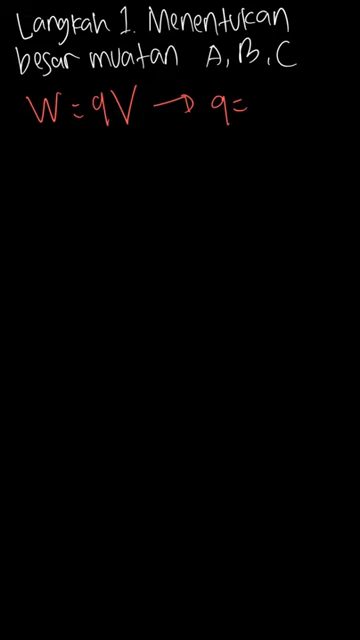 Langkah 1. Menentukan
besar muatan A, B, C
W = qV → q=